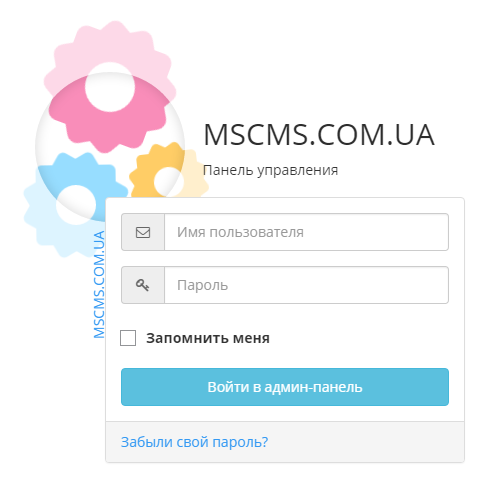 MSCMS.COM.UA
Панель управления
MSCMS.COM.UA
Имя пользователя
Пароль
Запомнить меня
Войти в админ-панель
Забыли свой пароль?